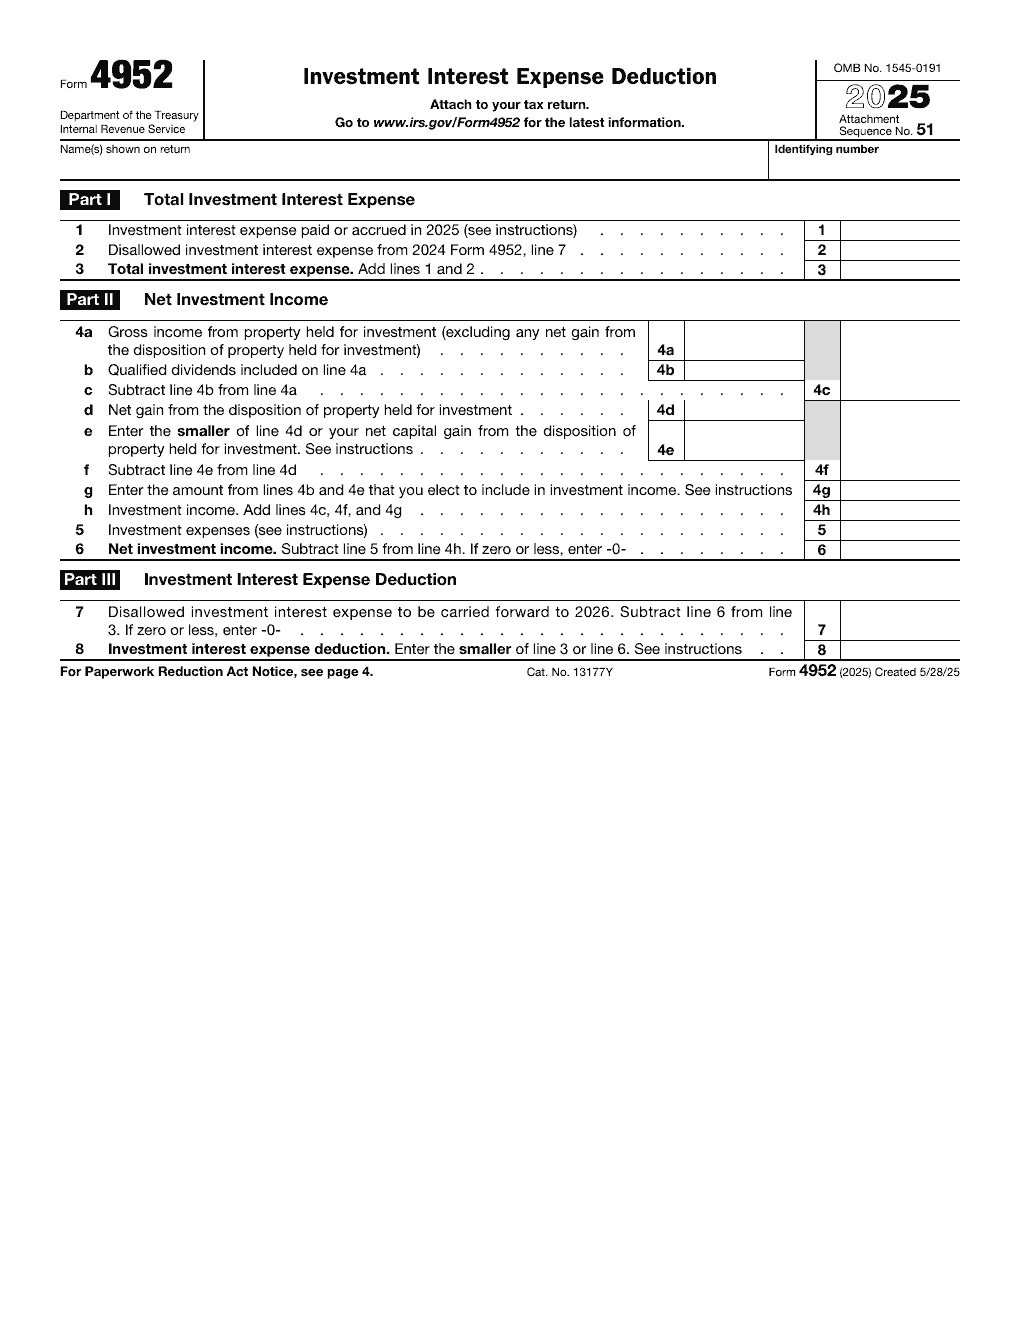 Form 4952
Department of the Treasury
Internal Revenue Service
Investment Interest Expense Deduction
Attach to your tax return.
Go to www.irs.gov/Form4952 for the latest information.
OMB No. 1545-0191
2025
Attachment
Sequence No. 51
Name(s) shown on return
Identifying number
Part I Total Investment Interest Expense
1 Investment interest expense paid or accrued in 2025 (see instructions) . . . . . . . . . . 1
2 Disallowed investment interest expense from 2024 Form 4952, line 7 . . . . . . . . . . . 2
3 Total investment interest expense. Add lines 1 and 2 . . . . . . . . . . . . . . . . 3
Part II Net Investment Income
4a Gross income from property held for investment (excluding any net gain from
the disposition of property held for investment) . . . . . . . . . . 4a
b Qualified dividends included on line 4a . . . . . . . . . . . . . 4b
c Subtract line 4b from line 4a . . . . . . . . . . . . . . . . . . . . . . . . 4c
d Net gain from the disposition of property held for investment . . . . . . 4d
e Enter the smaller of line 4d or your net capital gain from the disposition of
property held for investment. See instructions . . . . . . . . . . . 4e
f Subtract line 4e from line 4d . . . . . . . . . . . . . . . . . . . . . . . . 4f
g Enter the amount from lines 4b and 4e that you elect to include in investment income. See instructions 4g
h Investment income. Add lines 4c, 4f, and 4g . . . . . . . . . . . . . . . . . . . 4h
5 Investment expenses (see instructions) . . . . . . . . . . . . . . . . . . . . . 5
6 Net investment income. Subtract line 5 from line 4h. If zero or less, enter -0- . . . . . . . . 6
Part III Investment Interest Expense Deduction
7 Disallowed investment interest expense to be carried forward to 2026. Subtract line 6 from line
3. If zero or less, enter -0- . . . . . . . . . . . . . . . . . . . . . . . . . 7
8 Investment interest expense deduction. Enter the smaller of line 3 or line 6. See instructions . . 8
For Paperwork Reduction Act Notice, see page 4.
Cat. No. 13177Y
Form 4952 (2025) Created 5/28/25